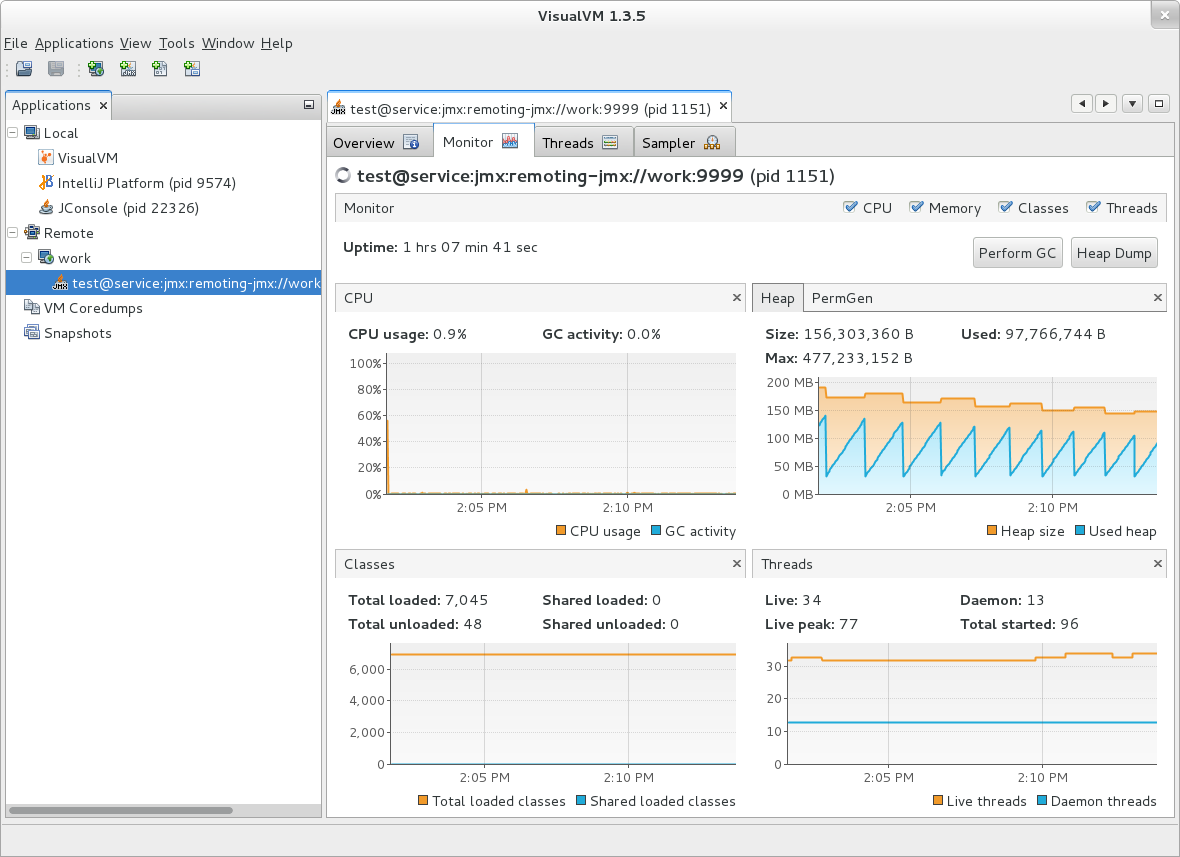 VisualVM 1.3.5
File Applications View Tools Window Help
Applications
Local
VisualVM
IntelliJ Platform (pid 9574)
JConsole (pid 22326)
Remote
work
test@service:jmx:remoting-jmx://work
VM Coredumps
Snapshots
test@service:jmx:remoting-jmx://work:9999 (pid 1151)
Overview Monitor Threads Sampler
test@service:jmx:remoting-jmx://work:9999 (pid 1151)
Monitor CPU Memory Classes Threads
Uptime: 1 hrs 07 min 41 sec
Perform GC Heap Dump
CPU
CPU usage: 0.9% GC activity: 0.0%
100%
80%
60%
40%
20%
0%
2:05 PM 2:10 PM
CPU usage GC activity
Heap PermGen
Size: 156,303,360 B Used: 97,766,744 B
Max: 477,233,152 B
200 MB
150 MB
100 MB
50 MB
0 MB
2:05 PM 2:10 PM
Heap size Used heap
Classes
Total loaded: 7,045 Shared loaded: 0
Total unloaded: 48 Shared unloaded: 0
6,000
4,000
2,000
0
2:05 PM 2:10 PM
Total loaded classes Shared loaded classes
Threads
Live: 34 Daemon: 13
Live peak: 77 Total started: 96
30
20
10
0
2:05 PM 2:10 PM
Live threads Daemon threads